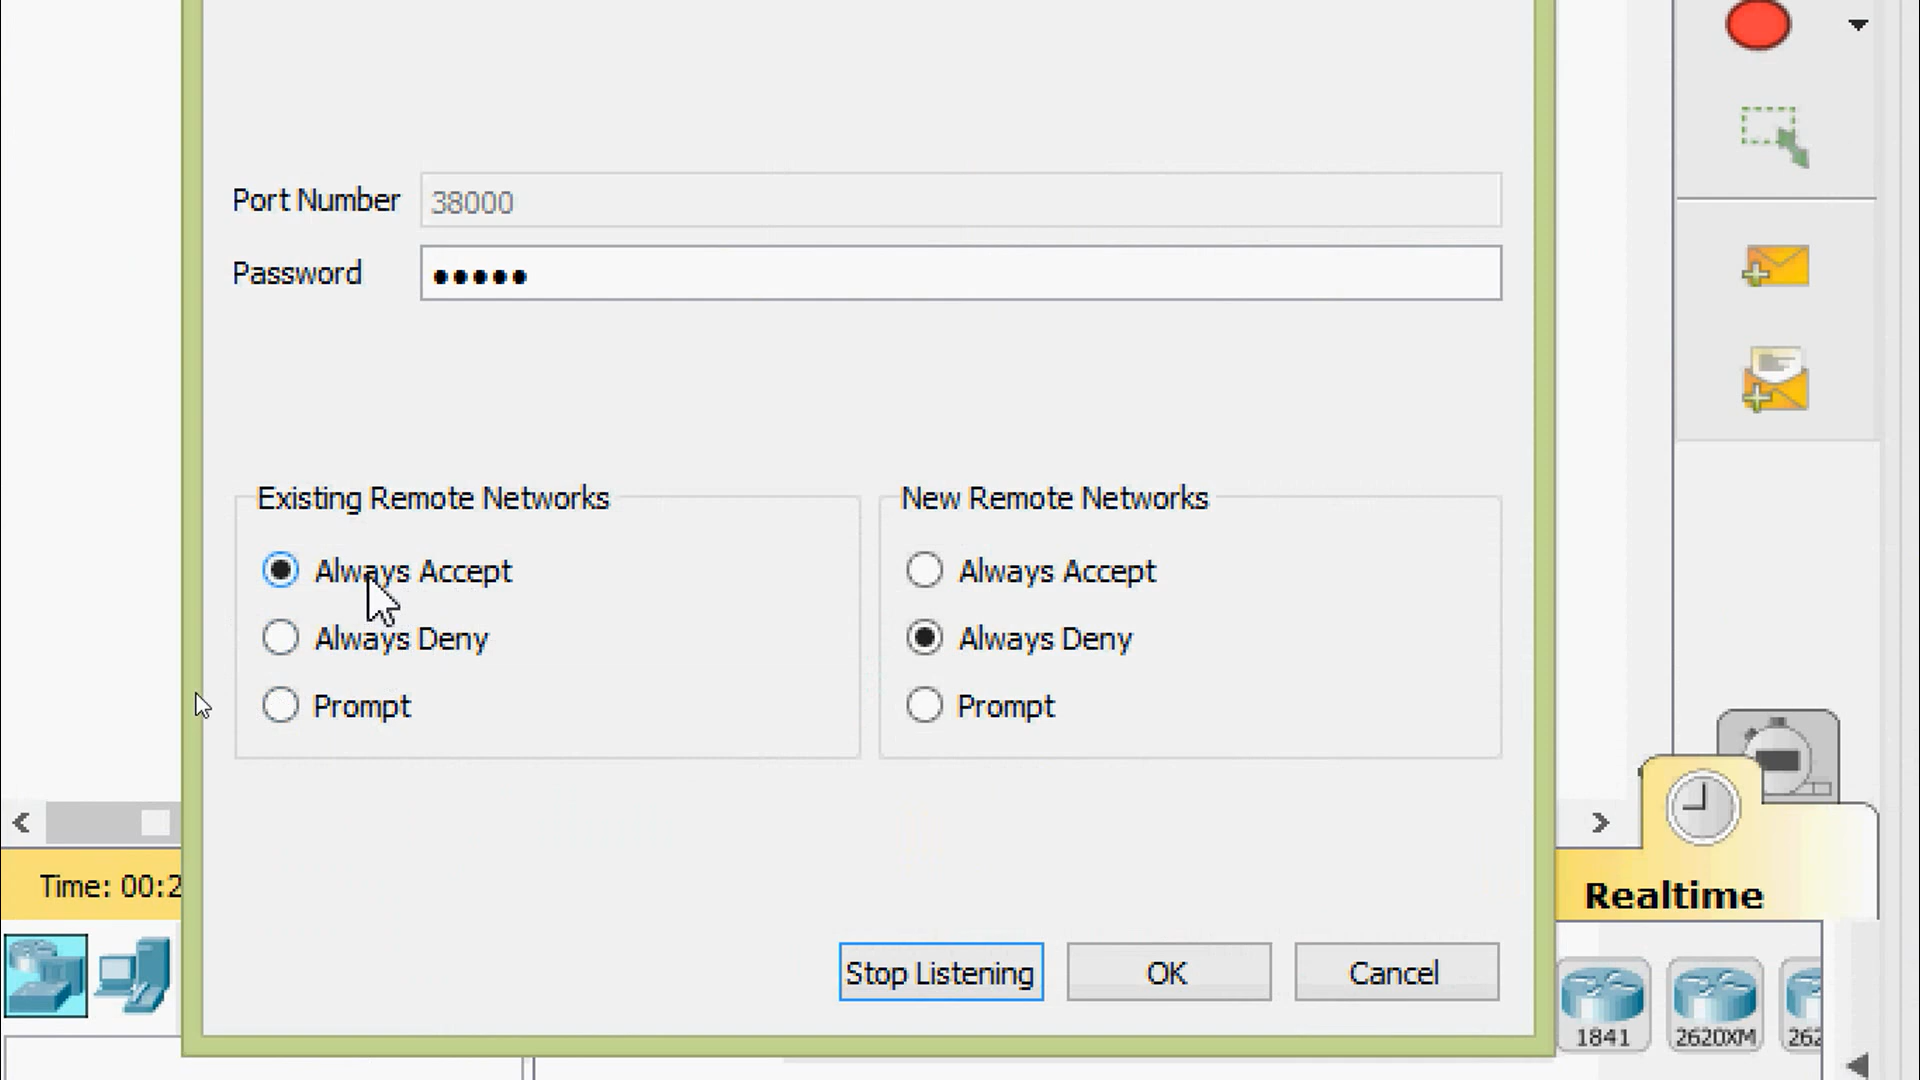 Port Number 38000
Password •••••
Existing Remote Networks
New Remote Networks
Always Accept
Always Deny
Prompt
Always Accept
Always Deny
Prompt
Time: 00:2
Realtime
Stop Listening
OK
Cancel
1841
2620XM
262